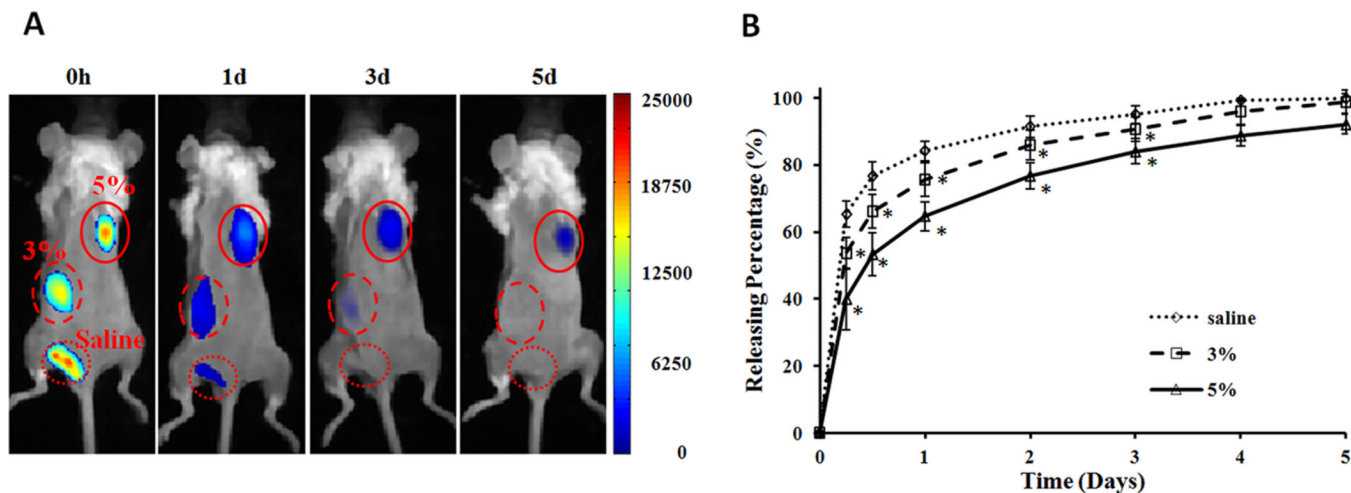 A
0h 1d 3d 5d
5%
3%
Saline
25000
18750
12500
6250
0
B
Releasing Percentage (%)
100
80
60
40
20
0
* * * * *
* * * * *
saline
3%
5%
0 1 2 3 4 5
Time (Days)